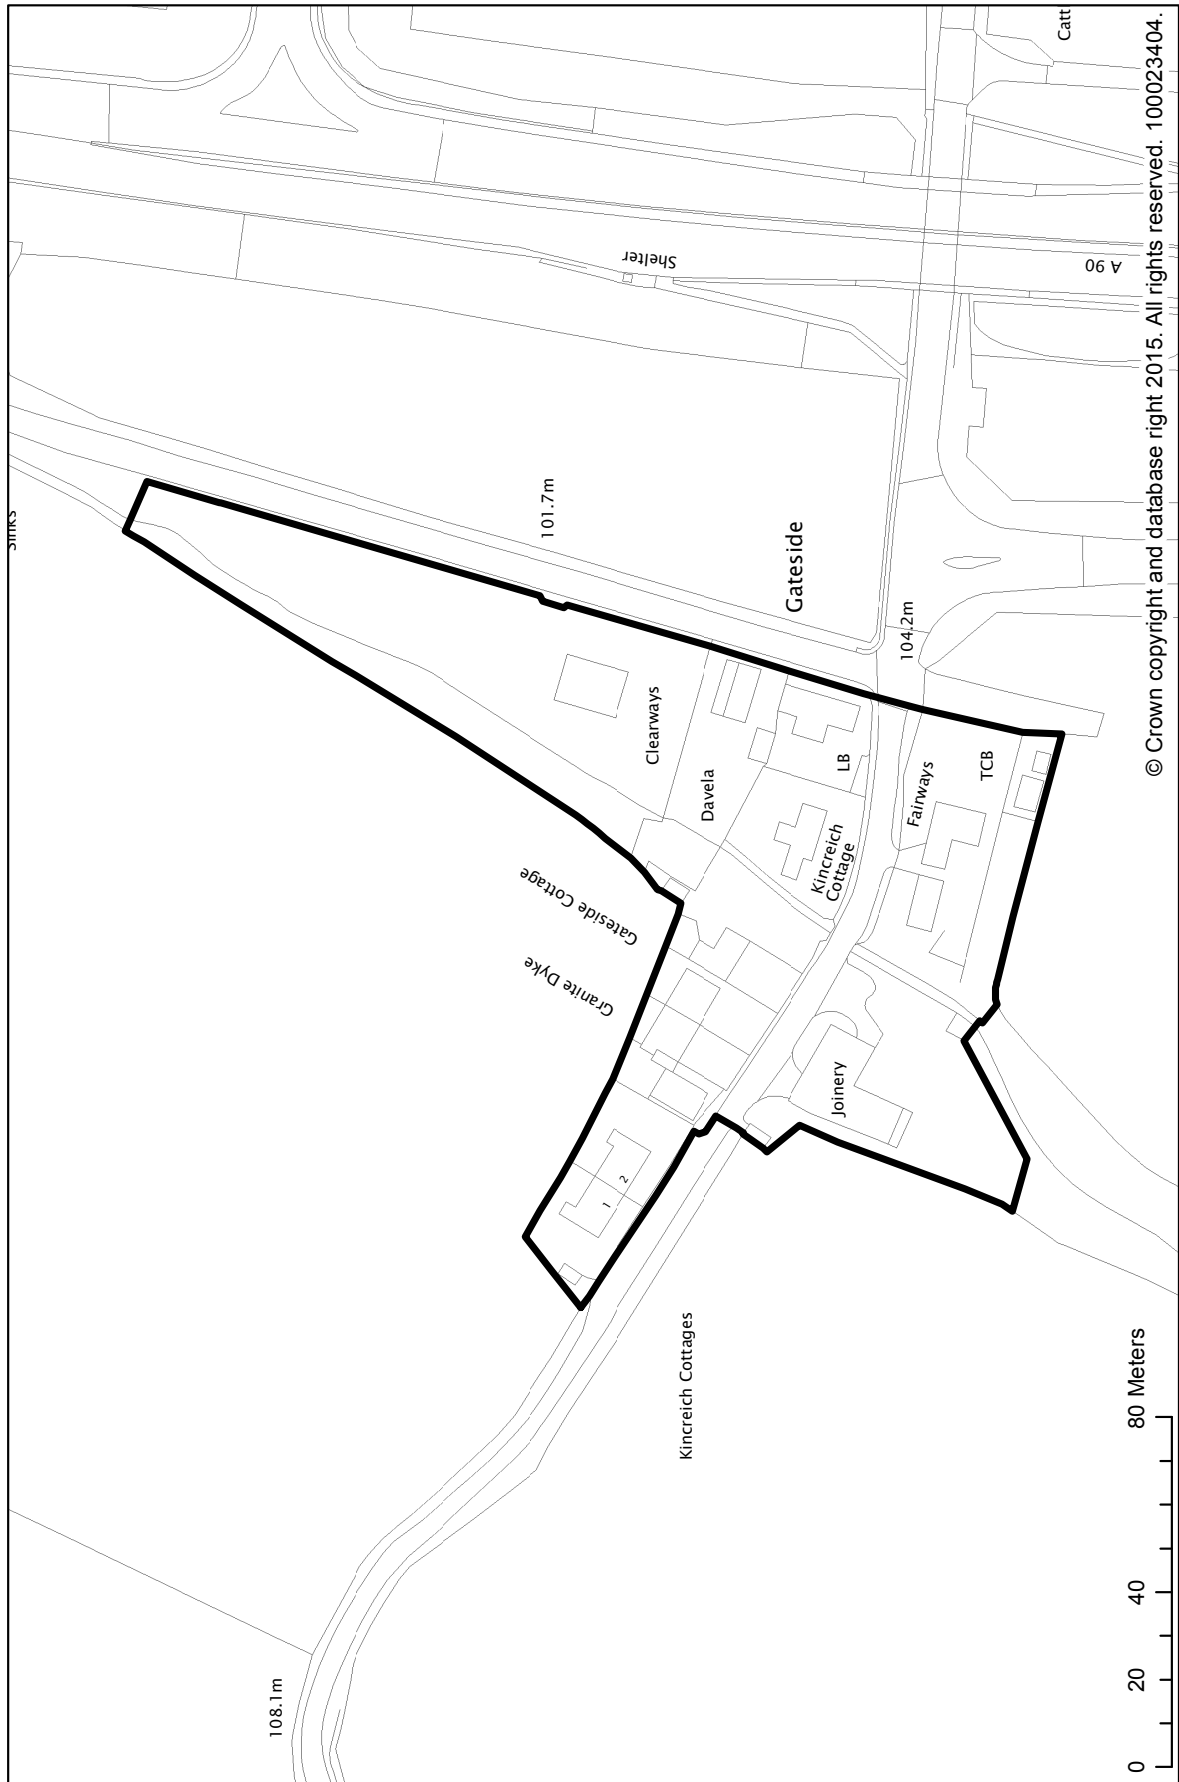 Catt
© Crown copyright and database right 2015. All rights reserved. 100023404.
A 90
Shelter
Sinks
101.7m
Gateside
104.2m
Clearways
Davela
LB
TCB
Fairways
Kincreich
Cottage
Gateside Cottage
Granite Dyke
Joinery
2
1
Kincreich Cottages
108.1m
0
20
40
80 Meters